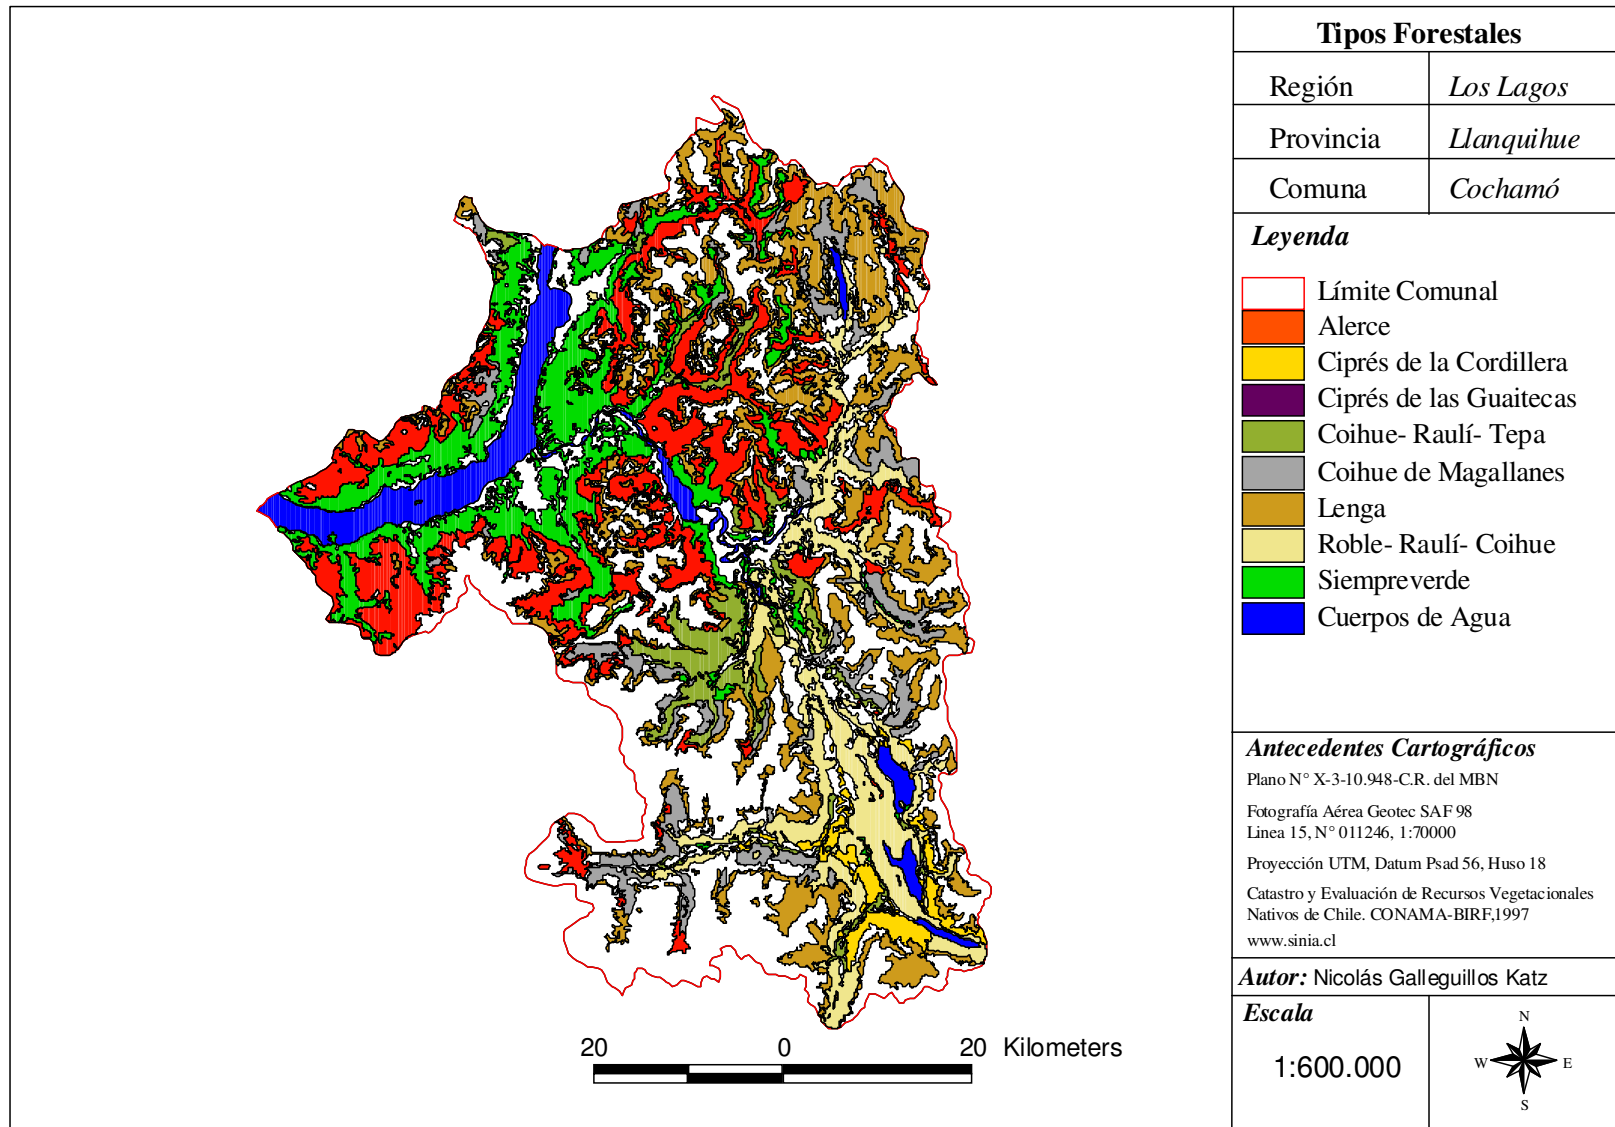 Tipos Forestales
Región Los Lagos
Provincia Llanquihue
Comuna Cochamó
Leyenda
Límite Comunal
Alerce
Ciprés de la Cordillera
Ciprés de las Guaitecas
Coihue- Raulí- Tepa
Coihue de Magallanes
Lenga
Roble- Raulí- Coihue
Siempreverde
Cuerpos de Agua
Antecedentes Cartográficos
Plano N° X-3-10.948-C.R. del MBN
Fotografía Aérea Geotec SAF 98
Linea 15, N° 011246, 1:70000
Proyección UTM, Datum Psad 56, Huso 18
Catastro y Evaluación de Recursos Vegetacionales
Nativos de Chile. CONAMA-BIRF,1997
www.sinia.cl
Autor: Nicolás Galleguillos Katz
Escala
1:600.000
N
W E
S
20 0 20 Kilometers